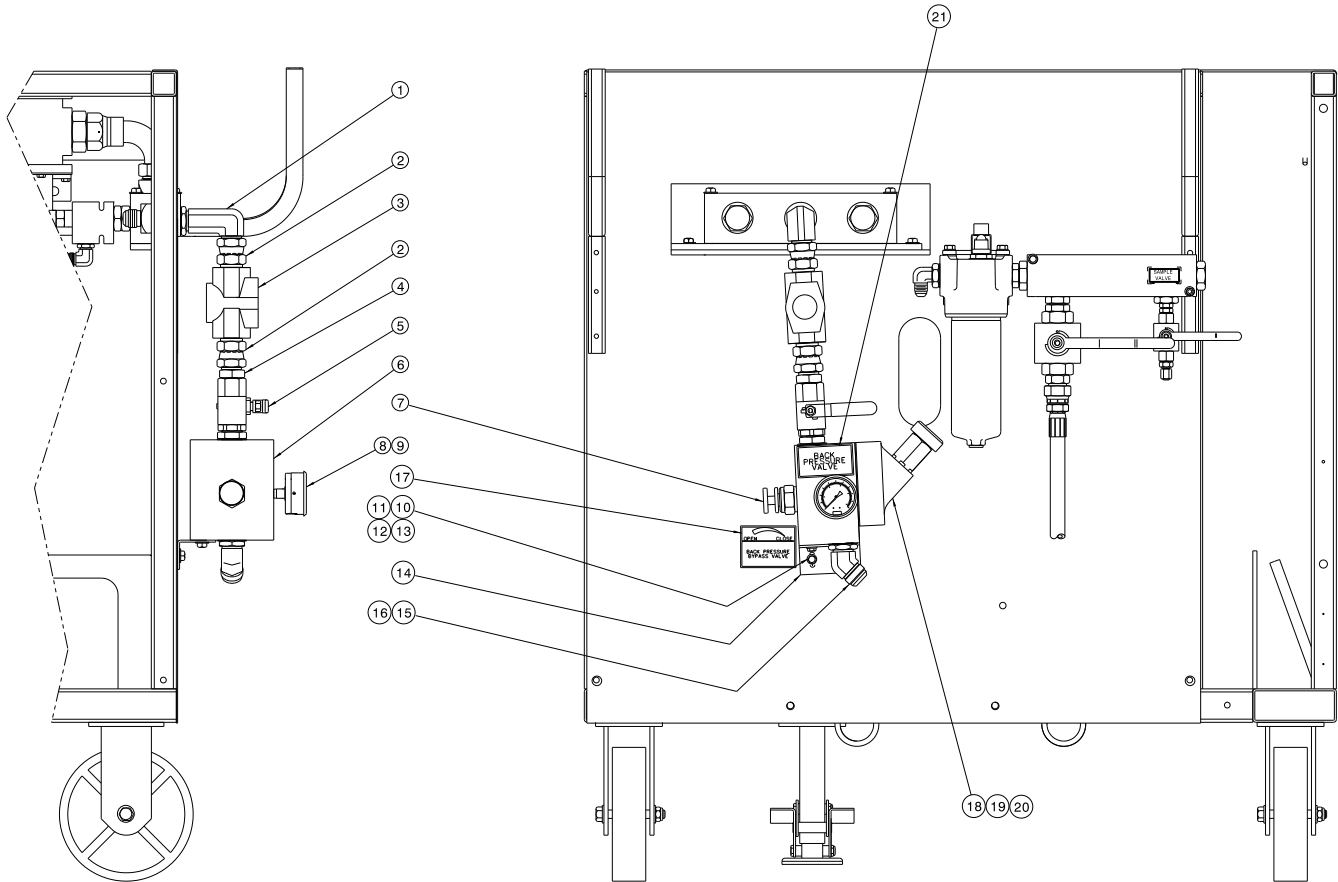 21
1
2
3
2
4
5
6
7
8 9
17
11 10
12 13
14
16 15
18 19 20
SAMPLE
VALVE
BACK
PRESSURE
VALVE
OPEN CLOSE
BACK PRESSURE
BYPASS VALVE